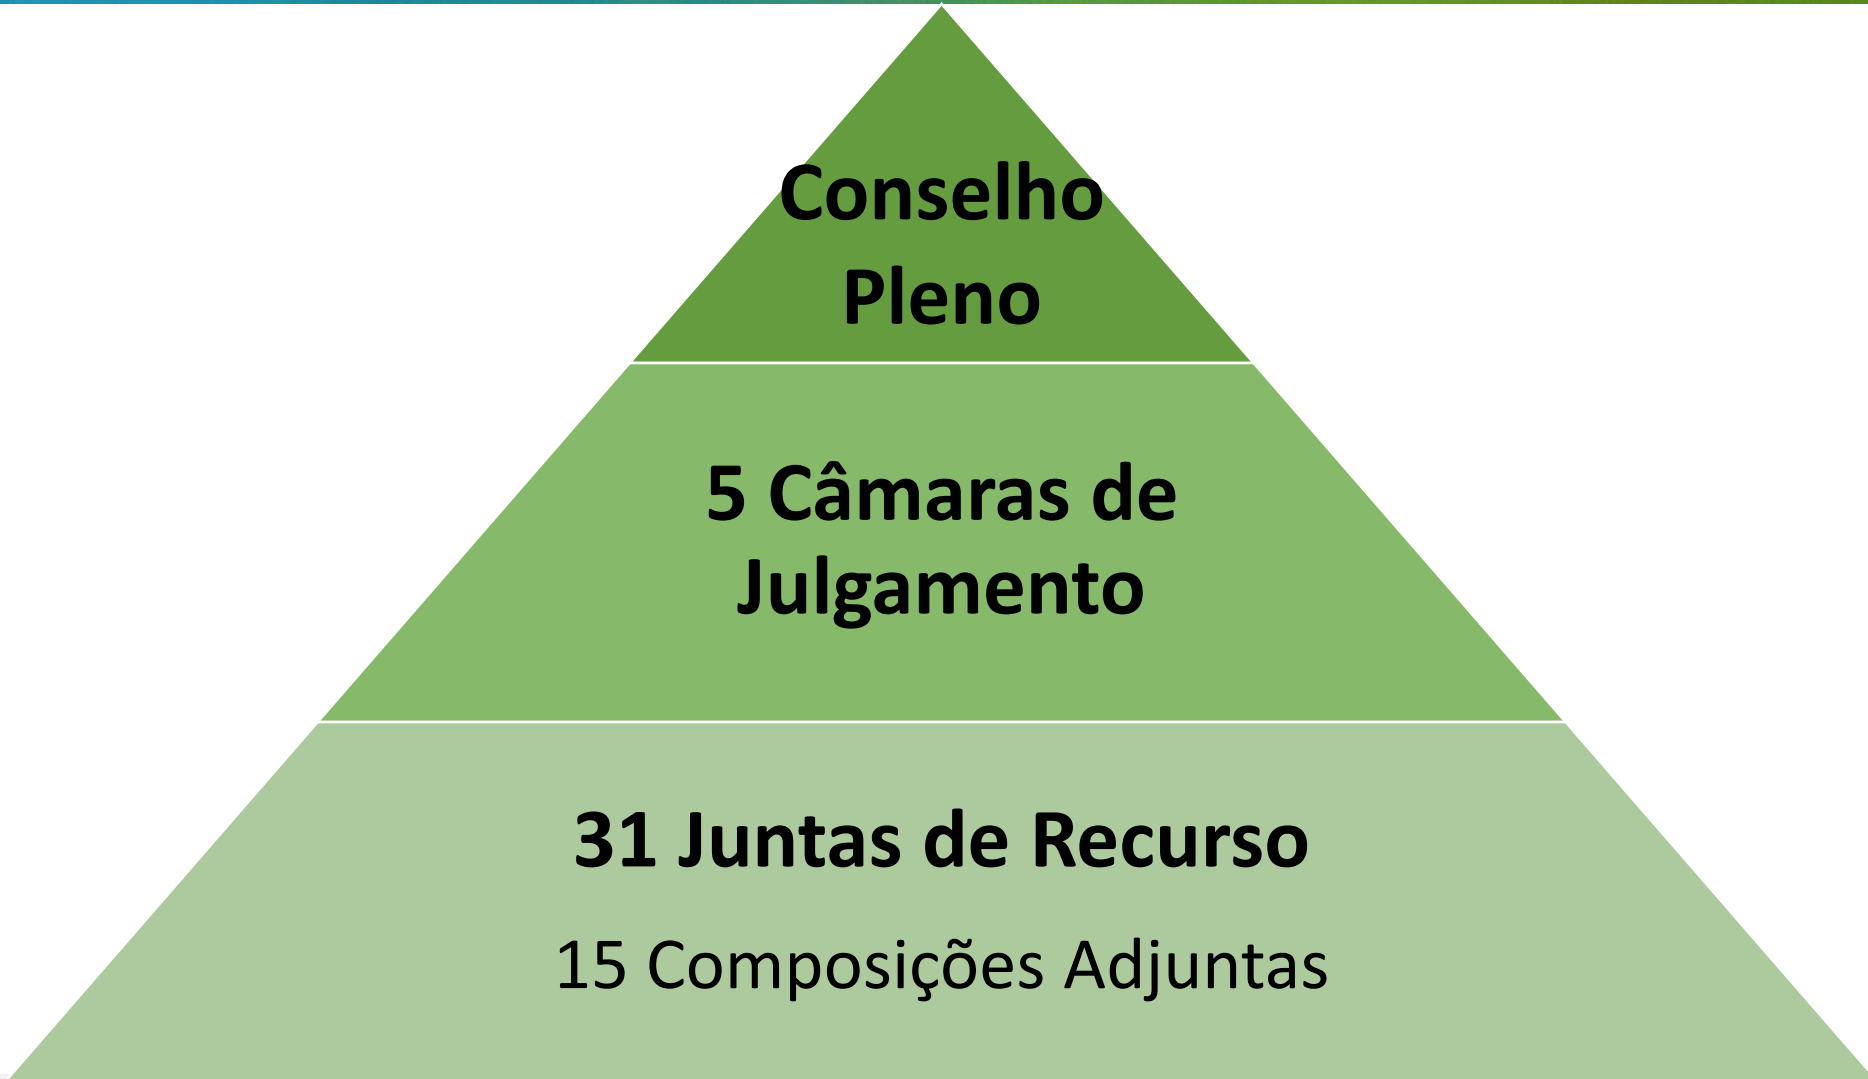 Conselho
Pleno
5 Câmaras de
Julgamento
31 Juntas de Recurso
15 Composições Adjuntas